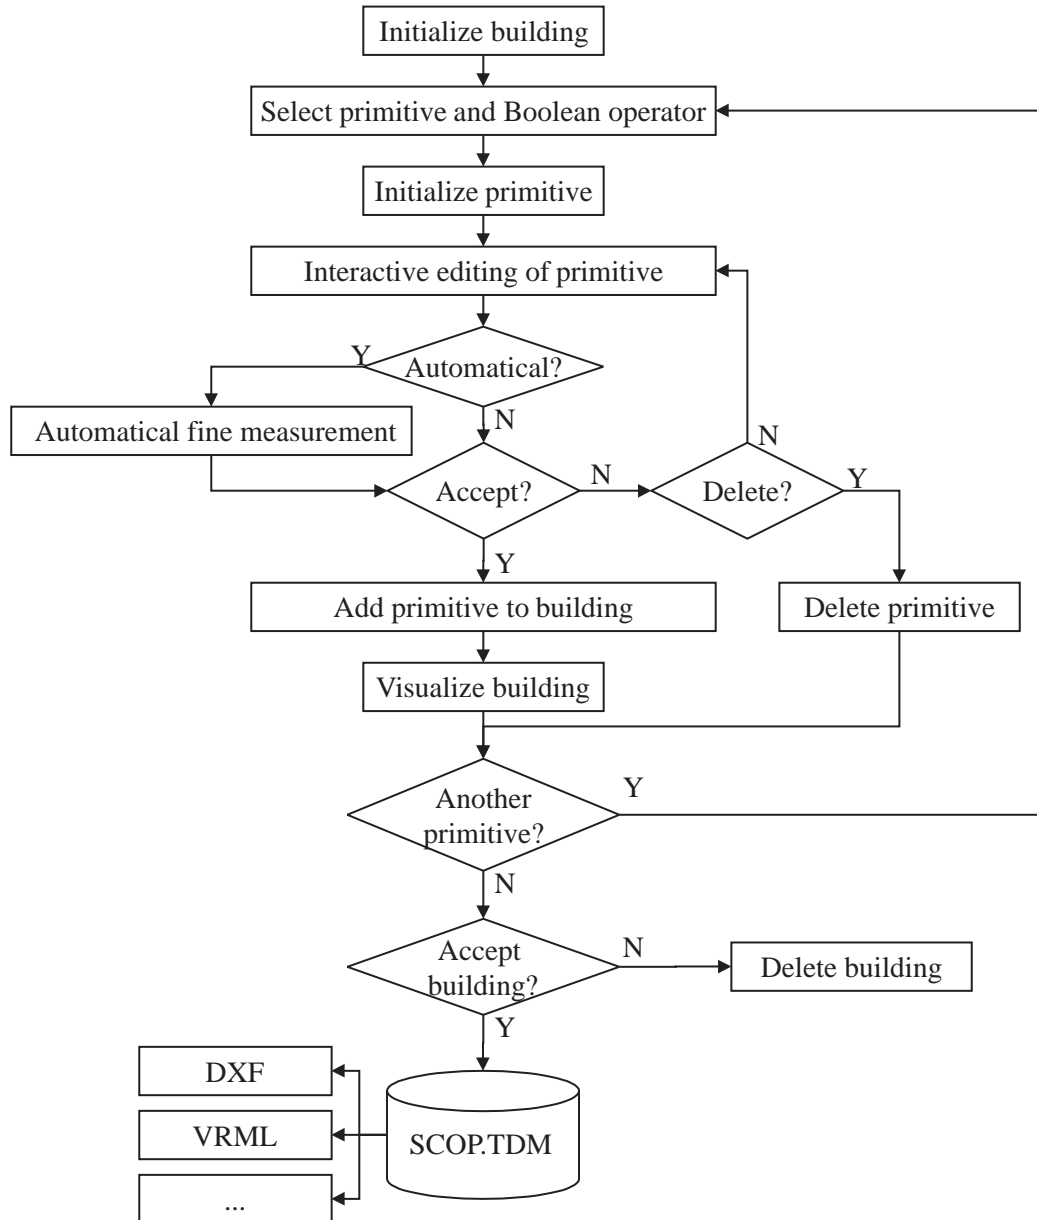 Initialize building
Select primitive and Boolean operator
Initialize primitive
Interactive editing of primitive
Y
Automatical?
N
Automatical fine measurement
N
Accept?
N
Delete?
Y
Y
Add primitive to building
Delete primitive
Visualize building
Another
primitive?
Y
N
Accept
building?
N
Delete building
Y
DXF
VRML
SCOP.TDM
...